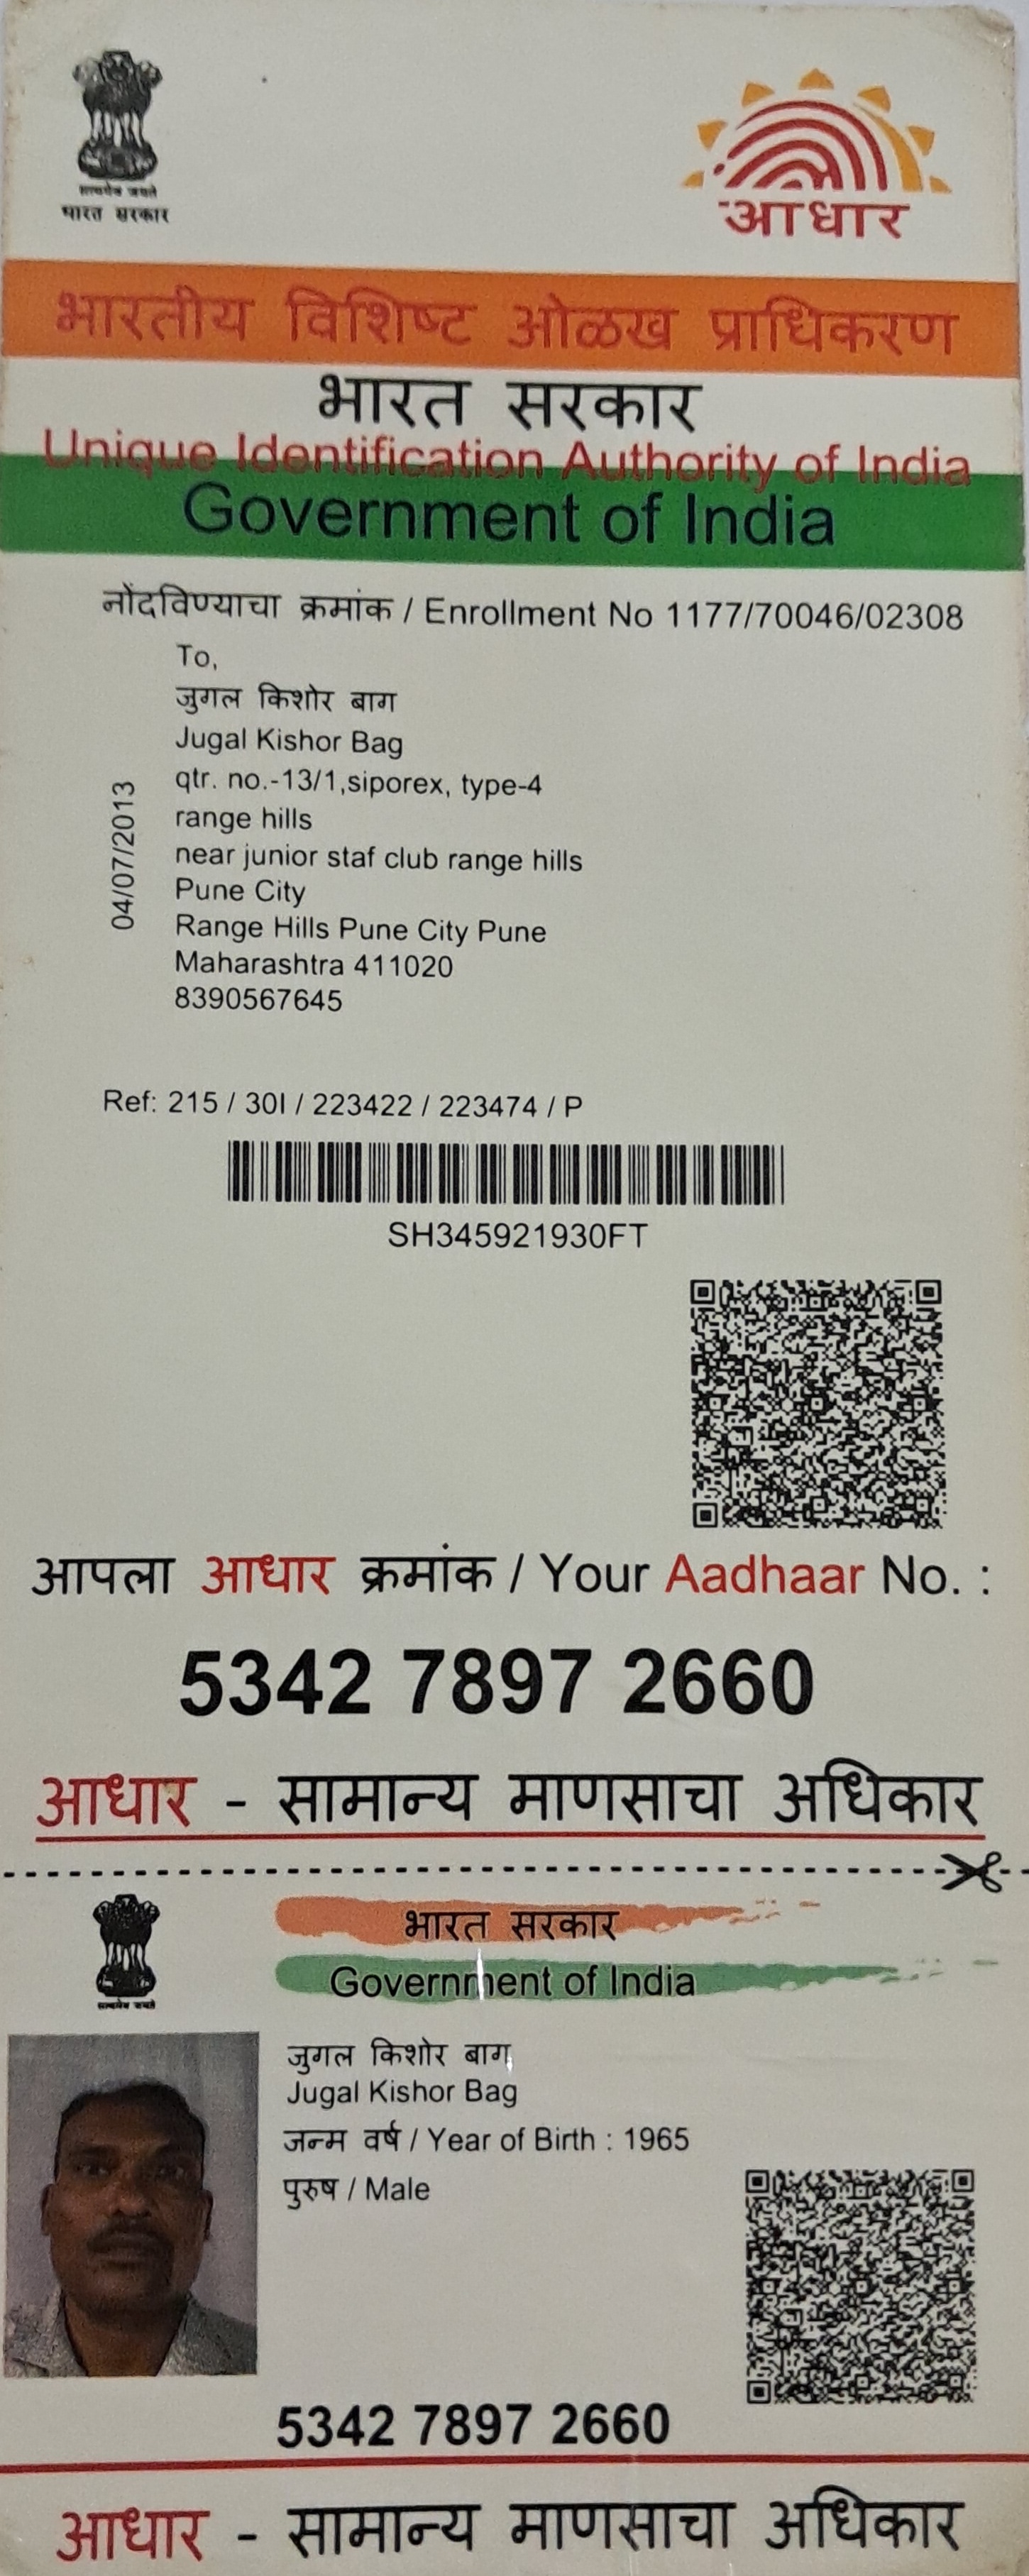 सत्यमेव जयते
भारत सरकार
आधार
भारतीय विशिष्ट ओळख प्राधिकरण
भारत सरकार
Unique Identification Authority of India
Government of India
नोंदविण्याचा क्रमांक / Enrollment No 1177/70046/02308
To,
जुगल किशोर बाग
Jugal Kishor Bag
qtr. no.-13/1,siporex, type-4
range hills
near junior staf club range hills
Pune City
Range Hills Pune City Pune
Maharashtra 411020
8390567645
04/07/2013
Ref: 215 / 30I / 223422 / 223474 / P
SH345921930FT
आपला आधार क्रमांक / Your Aadhaar No. :
5342 7897 2660
आधार - सामान्य माणसाचा अधिकार
भारत सरकार
Government of India
सत्यमेव जयते
जुगल किशोर बाग
Jugal Kishor Bag
जन्म वर्ष / Year of Birth : 1965
पुरुष / Male
5342 7897 2660
आधार - सामान्य माणसाचा अधिकार